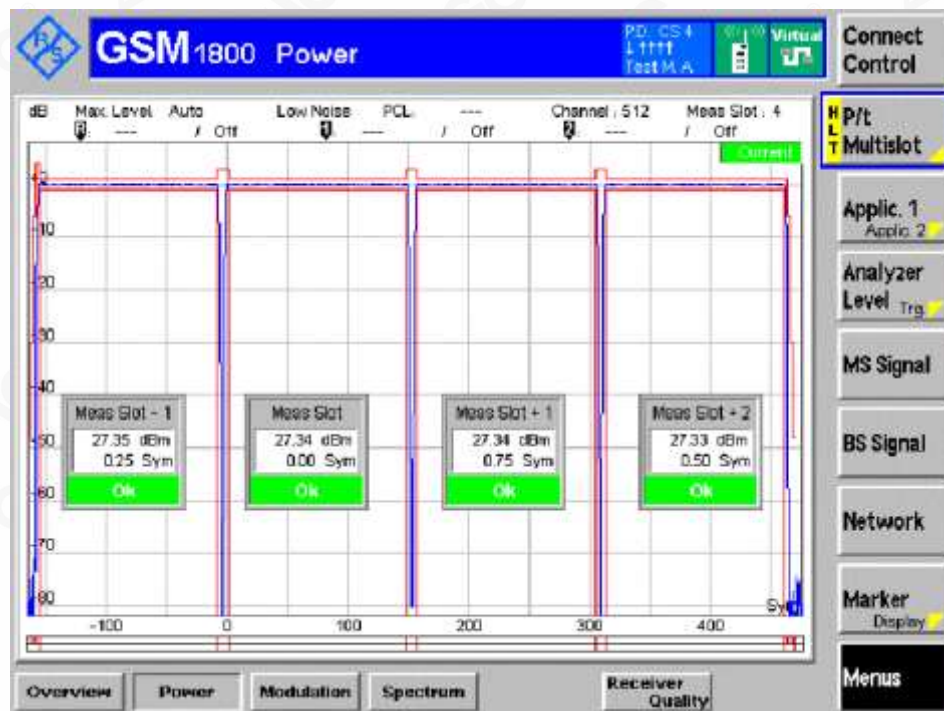 R S
GSM 1800 Power
P.D. CS 4
↓ ↑↑↑↑
Test M. A.
Virtual
Connect Control
dB Max. Level Auto Low Noise PCL: --- Channel : 512 Meas Slot : 4
--- / Off 1: --- / Off 2: --- / Off
Current
HLT
P/t Multislot
-10
-20
-30
-40
-50
-60
-70
-80
Meas Slot - 1
27.35 dBm
0.25 Sym
Ok
Meas Slot
27.34 dBm
0.00 Sym
Ok
Meas Slot + 1
27.34 dBm
0.75 Sym
Ok
Meas Slot + 2
27.33 dBm
0.50 Sym
Ok
-100 0 100 200 300 400
Applic. 1
Applic. 2
Analyzer
Level Trg.
MS Signal
BS Signal
Network
Marker
Display
Menus
Overview Power Modulation Spectrum Receiver Quality